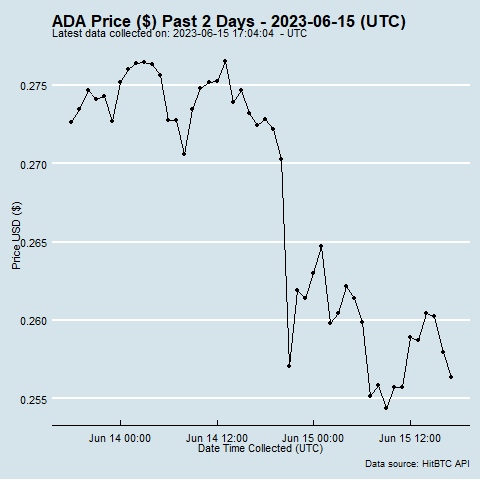 ADA Price ($) Past 2 Days - 2023-06-15 (UTC)
Latest data collected on: 2023-06-15 17:04:04 - UTC
0.275
0.270
0.265
0.260
0.255
Price USD ($)
Jun 14 00:00 Jun 14 12:00 Jun 15 00:00 Jun 15 12:00
Date Time Collected (UTC)
Data source: HitBTC API